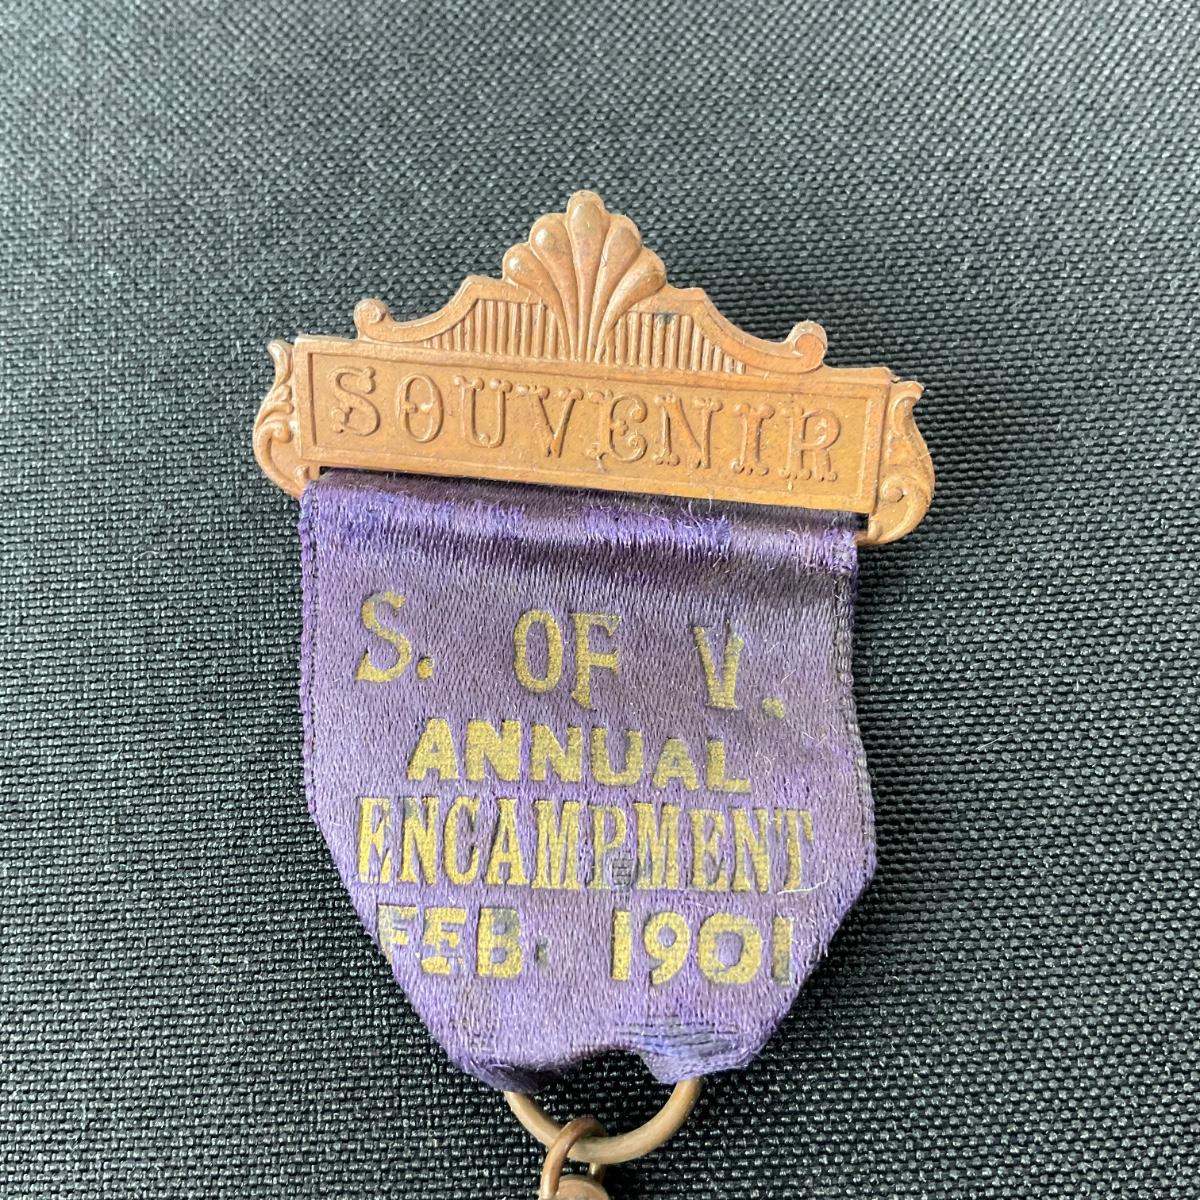 SOUVENIR
S. OF V.
ANNUAL
ENCAMPMENT
FEB. 1901